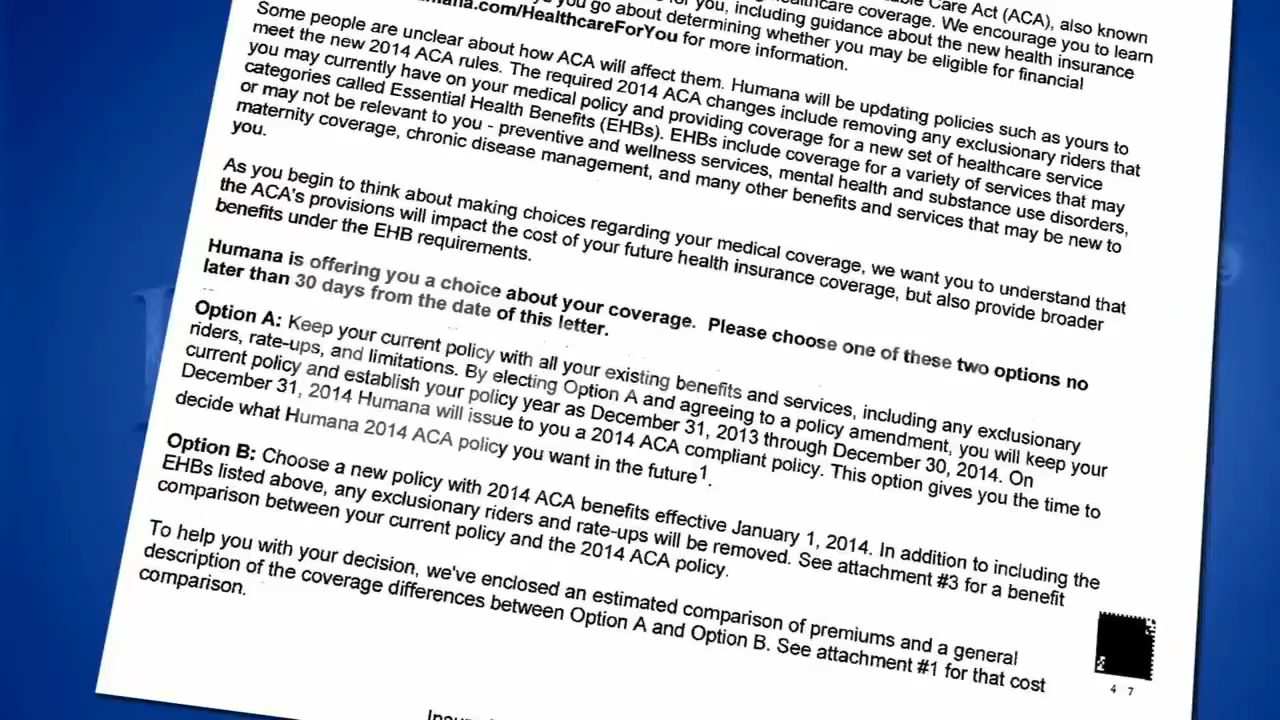 Care Act (ACA), also known
coverage. We encourage you to learn
you, including guidance about the new health insurance
you go about determining whether you may be eligible for financial
.com/HealthcareForYou for more information.
Some people are unclear about how ACA will affect them. Humana will be updating policies such as yours to
meet the new 2014 ACA rules. The required 2014 ACA changes include removing any exclusionary riders that
you may currently have on your medical policy and providing coverage for a new set of healthcare service
categories called Essential Health Benefits (EHBs). EHBs include coverage for a variety of services that may
or may not be relevant to you - preventive and wellness services, mental health and substance use disorders,
maternity coverage, chronic disease management, and many other benefits and services that may be new to
you.
As you begin to think about making choices regarding your medical coverage, we want you to understand that
the ACA's provisions will impact the cost of your future health insurance coverage, but also provide broader
benefits under the EHB requirements.
Humana is offering you a choice about your coverage. Please choose one of these two options no
later than 30 days from the date of this letter.
Option A: Keep your current policy with all your existing benefits and services, including any exclusionary
riders, rate-ups, and limitations. By electing Option A and agreeing to a policy amendment, you will keep your
current policy and establish your policy year as December 31, 2013 through December 30, 2014. On
December 31, 2014 Humana will issue to you a 2014 ACA compliant policy. This option gives you the time to
decide what Humana 2014 ACA policy you want in the future1.
Option B: Choose a new policy with 2014 ACA benefits effective January 1, 2014. In addition to including the
EHBs listed above, any exclusionary riders and rate-ups will be removed. See attachment #3 for a benefit
comparison between your current policy and the 2014 ACA policy.
To help you with your decision, we've enclosed an estimated comparison of premiums and a general
description of the coverage differences between Option A and Option B. See attachment #1 for that cost
comparison.
4 7